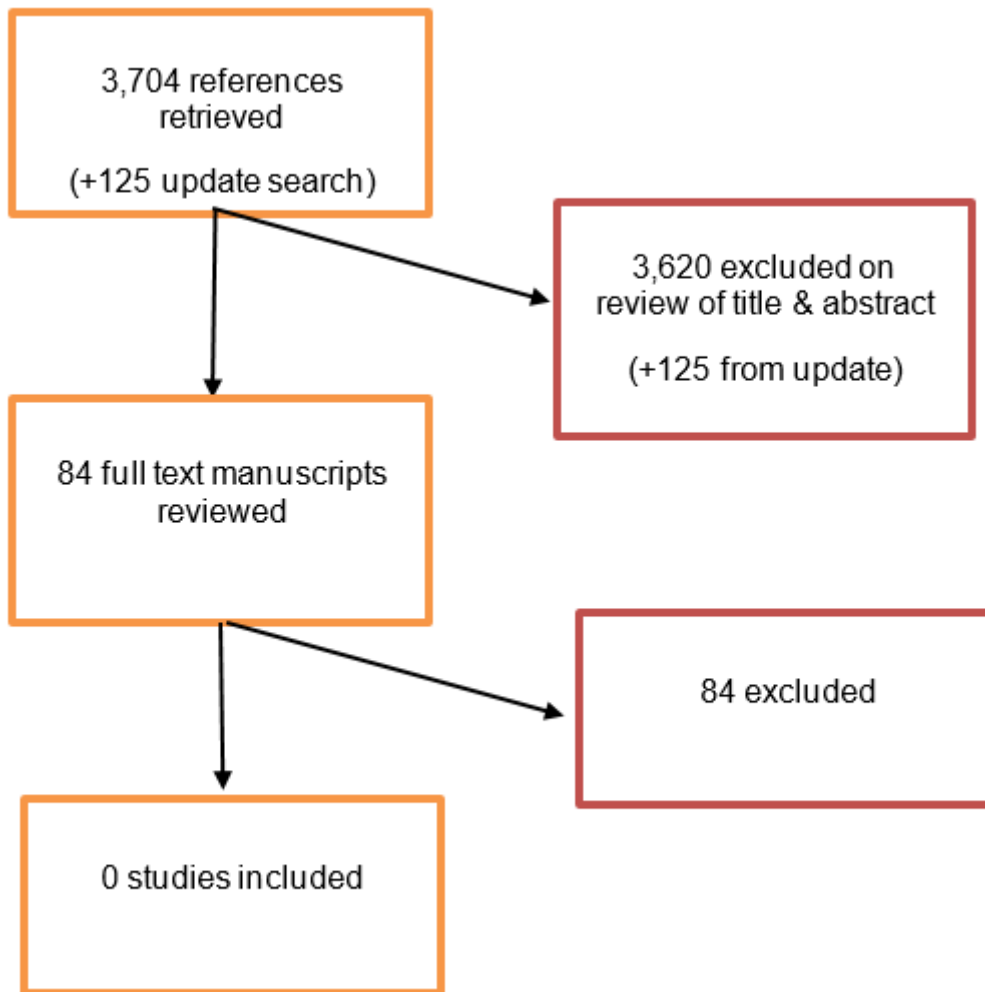 3,704 references
retrieved
(+125 update search)
3,620 excluded on
review of title & abstract
(+125 from update)
84 full text manuscripts
reviewed
84 excluded
0 studies included